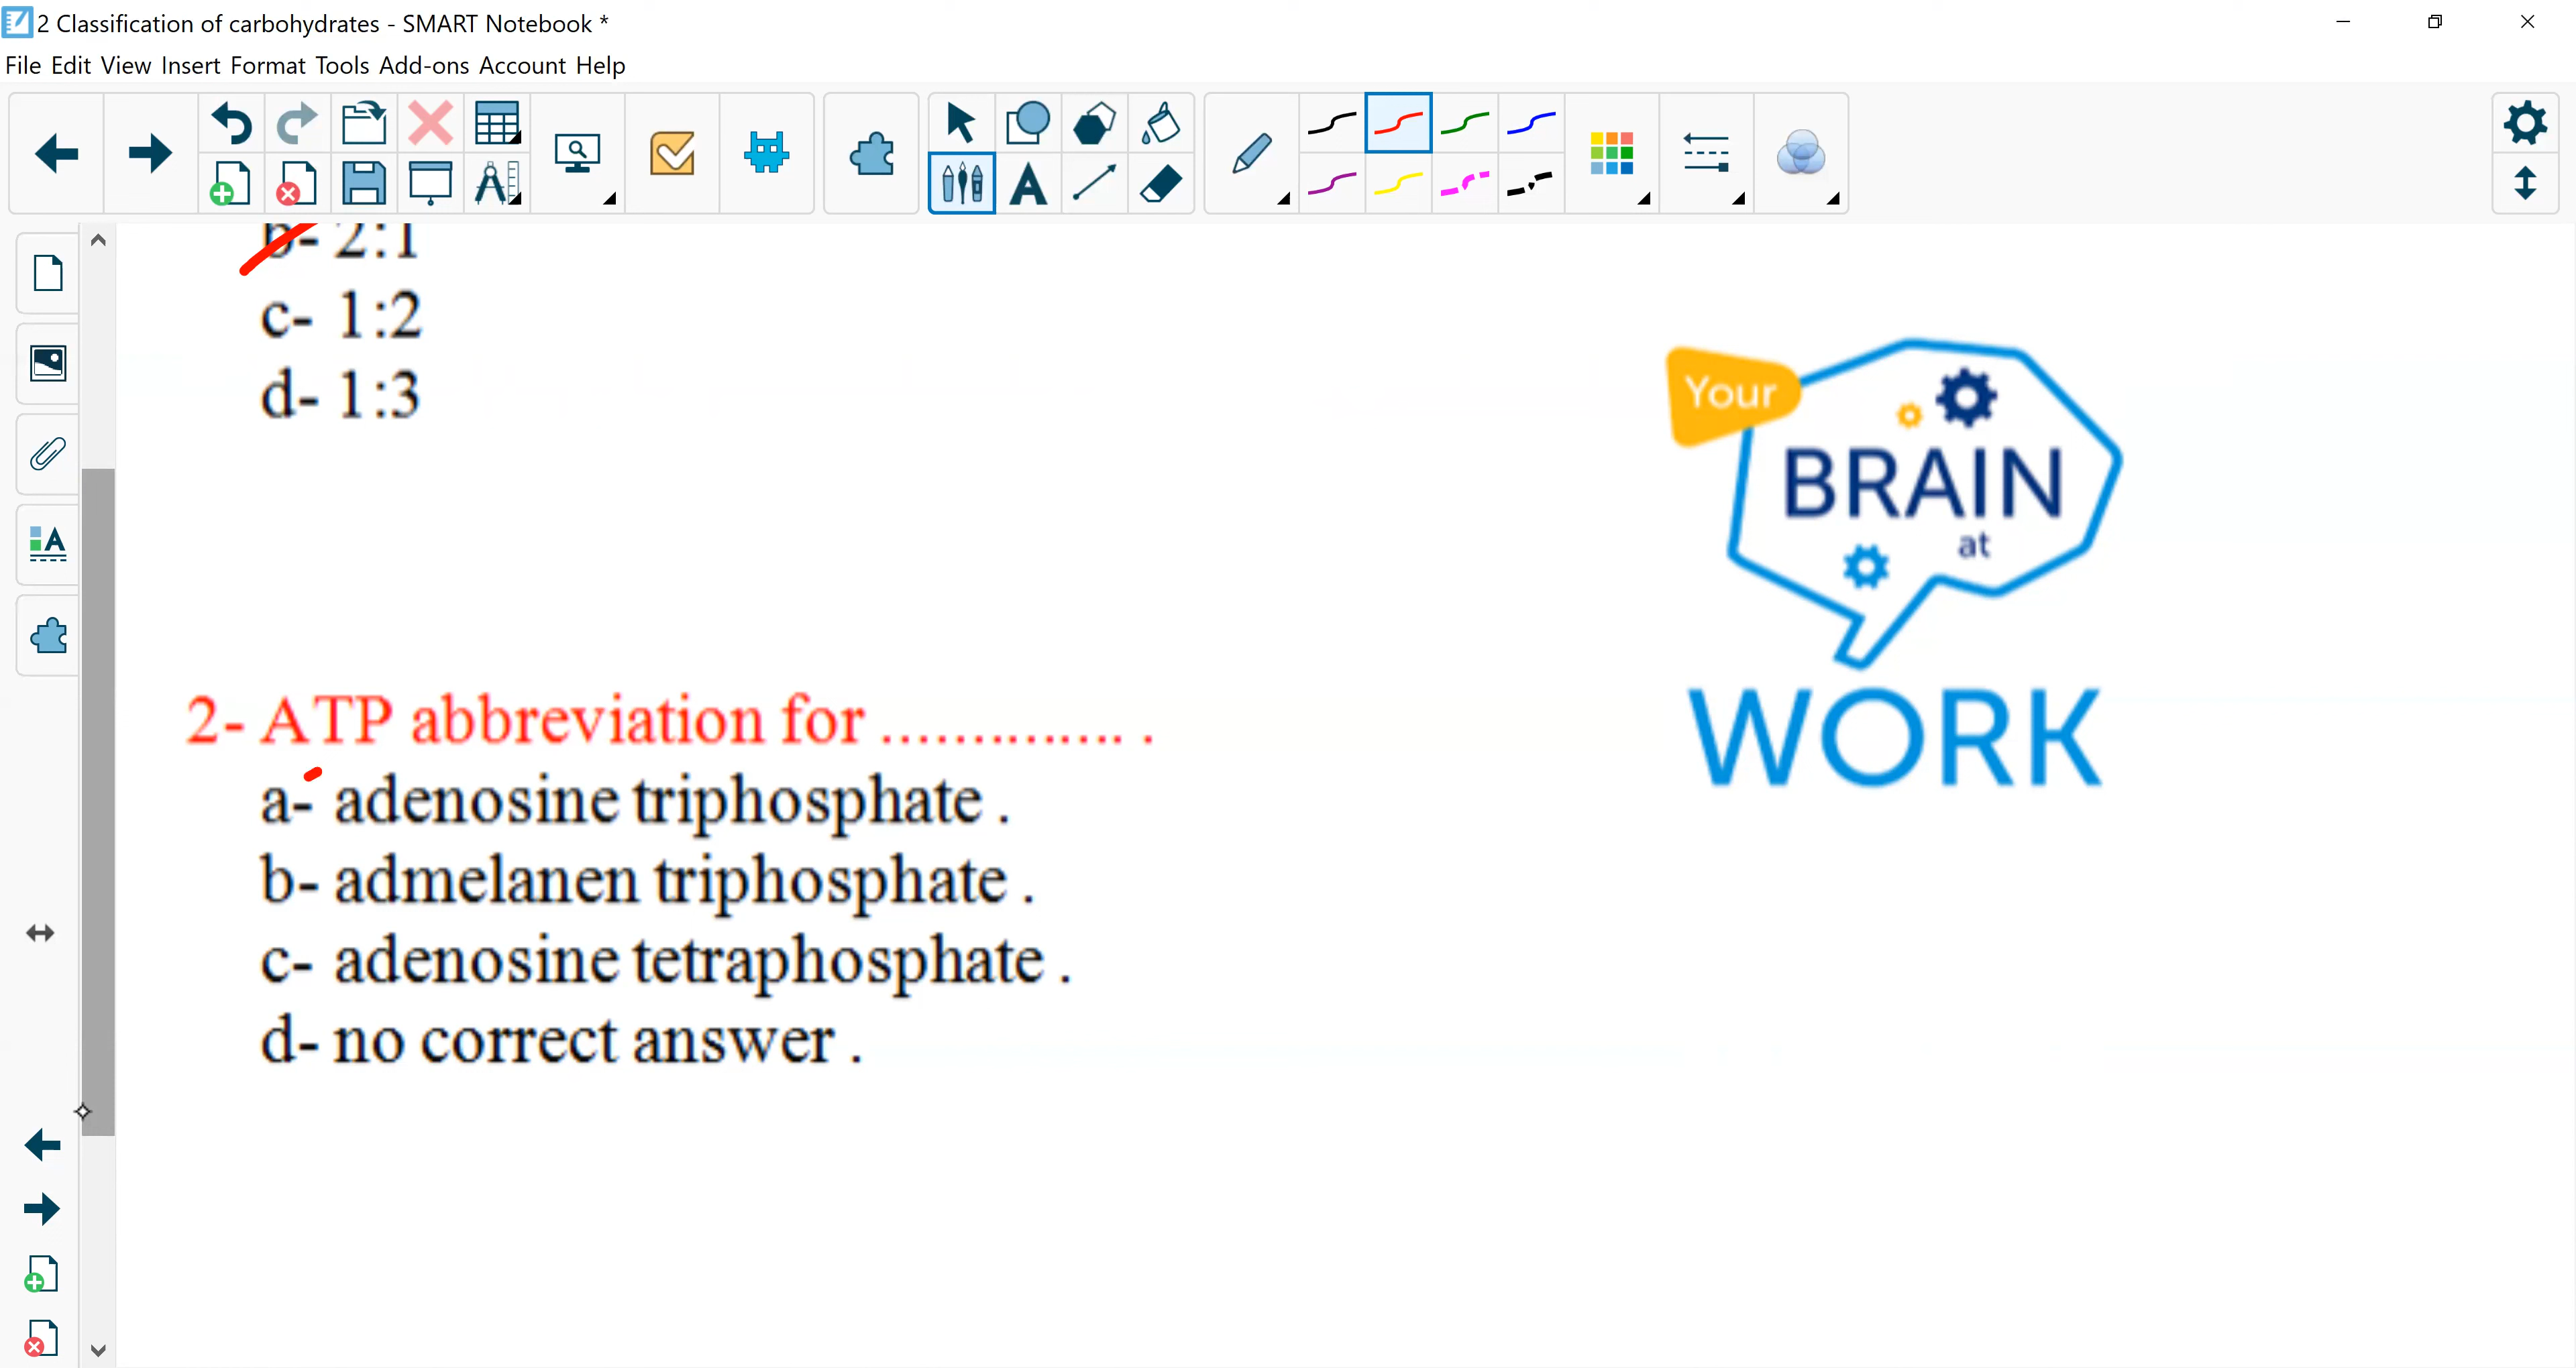 2 Classification of carbohydrates - SMART Notebook *
File Edit View Insert Format Tools Add-ons Account Help
b- 2:1
c- 1:2
d- 1:3
Your
BRAIN
at
WORK
2- ATP abbreviation for .............. .
a- adenosine triphosphate .
b- admelanen triphosphate .
c- adenosine tetraphosphate .
d- no correct answer .